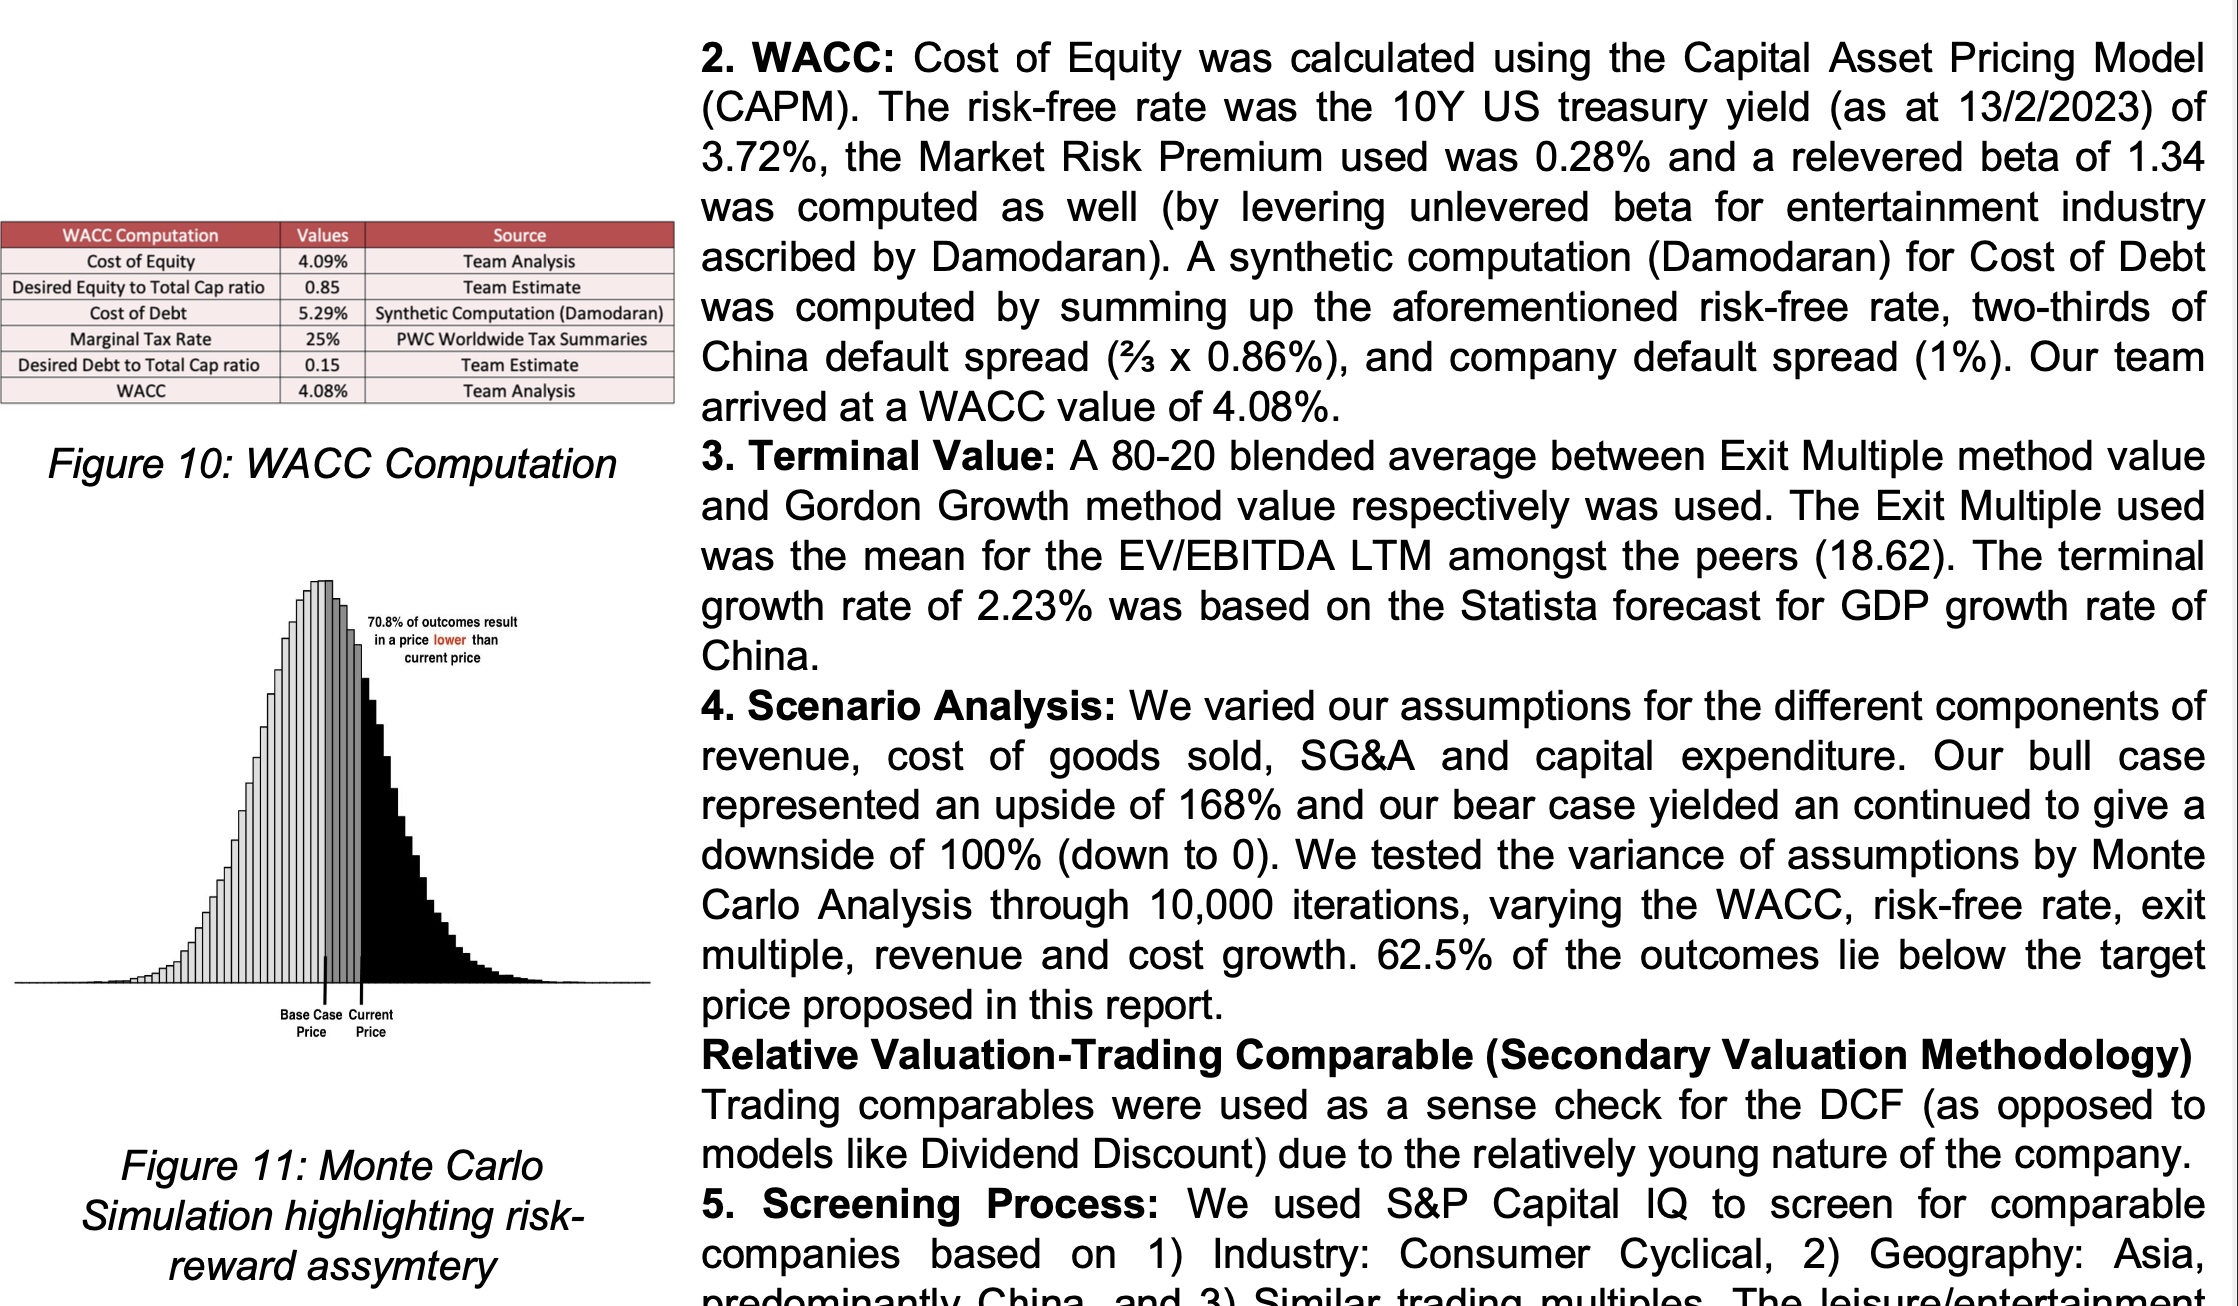 WACC Computation Values Source
Cost of Equity 4.09% Team Analysis
Desired Equity to Total Cap ratio 0.85 Team Estimate
Cost of Debt 5.29% Synthetic Computation (Damodaran)
Marginal Tax Rate 25% PWC Worldwide Tax Summaries
Desired Debt to Total Cap ratio 0.15 Team Estimate
WACC 4.08% Team Analysis
Figure 10: WACC Computation
70.8% of outcomes result
in a price lower than
current price
Base Case Current
Price Price
Figure 11: Monte Carlo
Simulation highlighting risk-
reward assymtery
2. WACC: Cost of Equity was calculated using the Capital Asset Pricing Model
(CAPM). The risk-free rate was the 10Y US treasury yield (as at 13/2/2023) of
3.72%, the Market Risk Premium used was 0.28% and a relevered beta of 1.34
was computed as well (by levering unlevered beta for entertainment industry
ascribed by Damodaran). A synthetic computation (Damodaran) for Cost of Debt
was computed by summing up the aforementioned risk-free rate, two-thirds of
China default spread (⅔ x 0.86%), and company default spread (1%). Our team
arrived at a WACC value of 4.08%.
3. Terminal Value: A 80-20 blended average between Exit Multiple method value
and Gordon Growth method value respectively was used. The Exit Multiple used
was the mean for the EV/EBITDA LTM amongst the peers (18.62). The terminal
growth rate of 2.23% was based on the Statista forecast for GDP growth rate of
China.
4. Scenario Analysis: We varied our assumptions for the different components of
revenue, cost of goods sold, SG&A and capital expenditure. Our bull case
represented an upside of 168% and our bear case yielded an continued to give a
downside of 100% (down to 0). We tested the variance of assumptions by Monte
Carlo Analysis through 10,000 iterations, varying the WACC, risk-free rate, exit
multiple, revenue and cost growth. 62.5% of the outcomes lie below the target
price proposed in this report.
Relative Valuation-Trading Comparable (Secondary Valuation Methodology)
Trading comparables were used as a sense check for the DCF (as opposed to
models like Dividend Discount) due to the relatively young nature of the company.
5. Screening Process: We used S&P Capital IQ to screen for comparable
companies based on 1) Industry: Consumer Cyclical, 2) Geography: Asia,
predominantly China, and 3) Similar trading multiples. The leisure/entertainment